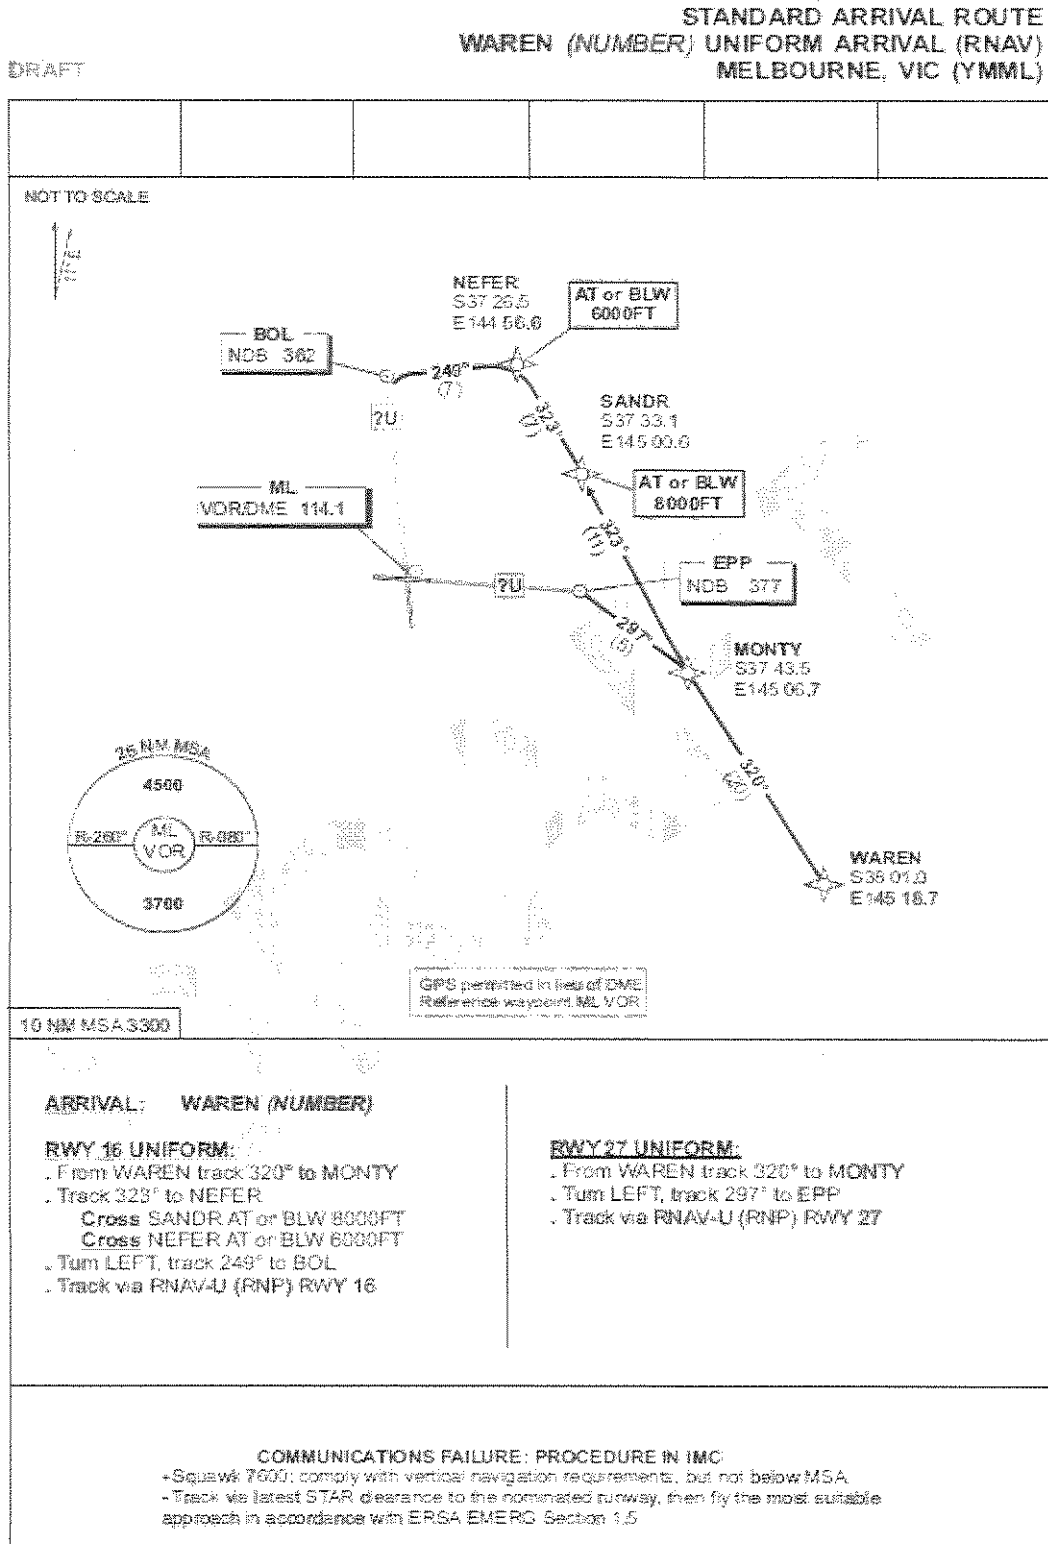 STANDARD ARRIVAL ROUTE
WAREN (NUMBER) UNIFORM ARRIVAL (RNAV)
DRAFT
MELBOURNE, VIC (YMML)
NOT TO SCALE
NEFER
S37 26.5
E144 56.6
AT or BLW
6000FT
BOL
NDB 362
249°
(7)
?U
323°
(7)
SANDR
S37 33.1
E145 00.6
AT or BLW
8000FT
ML
VOR/DME 114.1
323°
(11)
?U
EPP
NDB 377
297°
(5)
MONTY
S37 43.5
E145 06.7
320°
25 NM MSA
4500
R-260°
ML
VOR
R-080°
3700
WAREN
S38 01.0
E145 18.7
GPS permitted in lieu of DME
Reference waypoint ML VOR
10 NM MSA 3300
ARRIVAL: WAREN (NUMBER)
RWY 16 UNIFORM:
. From WAREN track 320° to MONTY
. Track 323° to NEFER
Cross SANDR AT or BLW 8000FT
Cross NEFER AT or BLW 6000FT
. Turn LEFT, track 249° to BOL
. Track via RNAV-U (RNP) RWY 16
RWY 27 UNIFORM:
. From WAREN track 320° to MONTY
. Turn LEFT, track 297° to EPP
. Track via RNAV-U (RNP) RWY 27
COMMUNICATIONS FAILURE: PROCEDURE IN IMC
-Squawk 7600; comply with vertical navigation requirements, but not below MSA
-Track via latest STAR clearance to the nominated runway, then fly the most suitable
approach in accordance with ERSA EMERG Section 1.5